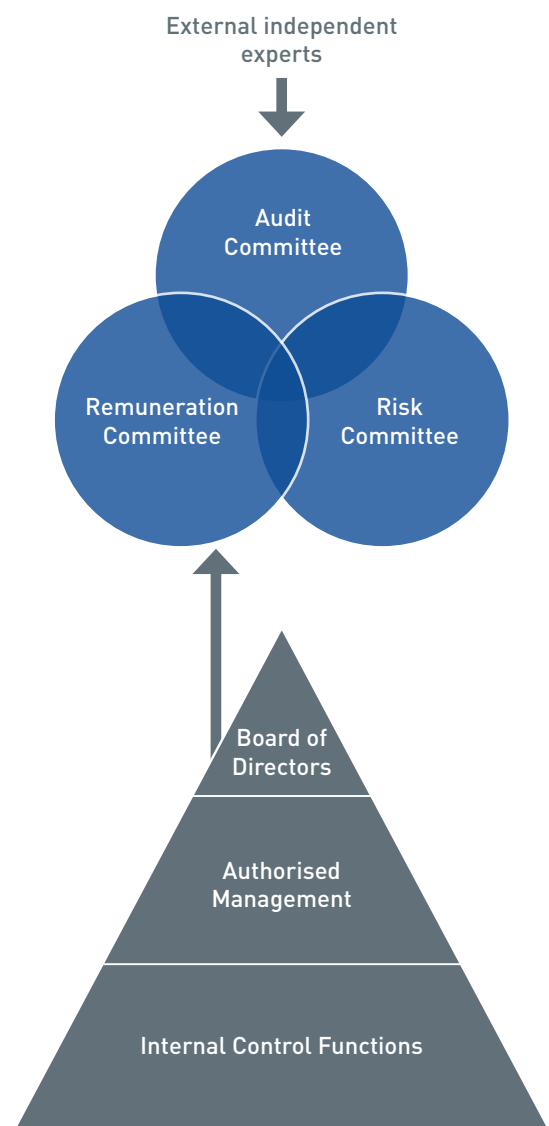 External independent
experts
Audit
Committee
Remuneration
Committee
Risk
Committee
Board of
Directors
Authorised
Management
Internal Control Functions